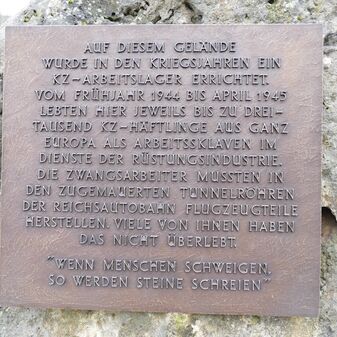 AUF DIESEM GELÄNDE
WURDE IN DEN KRIEGSJAHREN EIN
KZ-ARBEITSLAGER ERRICHTET.
VOM FRÜHJAHR 1944 BIS APRIL 1945
LEBTEN HIER JEWEILS BIS ZU DREI-
TAUSEND KZ-HÄFTLINGE AUS GANZ
EUROPA ALS ARBEITSSKLAVEN IM
DIENSTE DER RÜSTUNGSINDUSTRIE.
DIE ZWANGSARBEITER MUSSTEN IN
DEN ZUGEMAUERTEN TUNNELRÖHREN
DER REICHSAUTOBAHN FLUGZEUGTEILE
HERSTELLEN. VIELE VON IHNEN HABEN
DAS NICHT ÜBERLEBT.
"WENN MENSCHEN SCHWEIGEN,
SO WERDEN STEINE SCHREIEN"